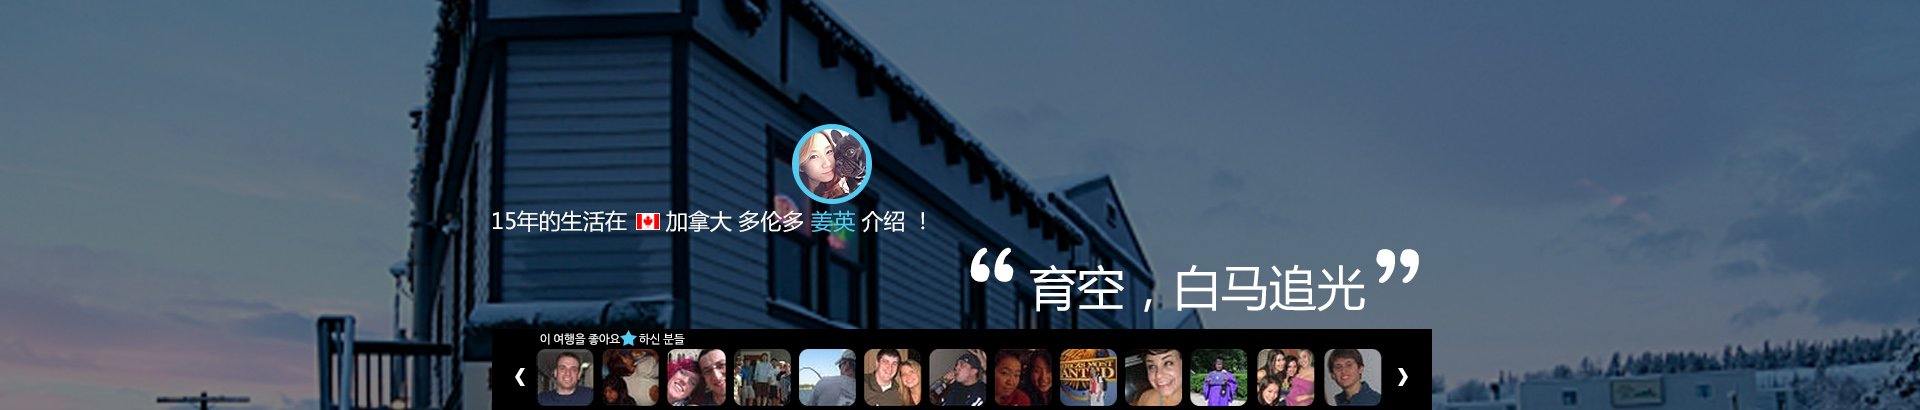 15年的生活在 加拿大 多伦多 姜英 介绍 !
“ 育空，白马追光 ”
이 여행을 좋아요 하신 분들